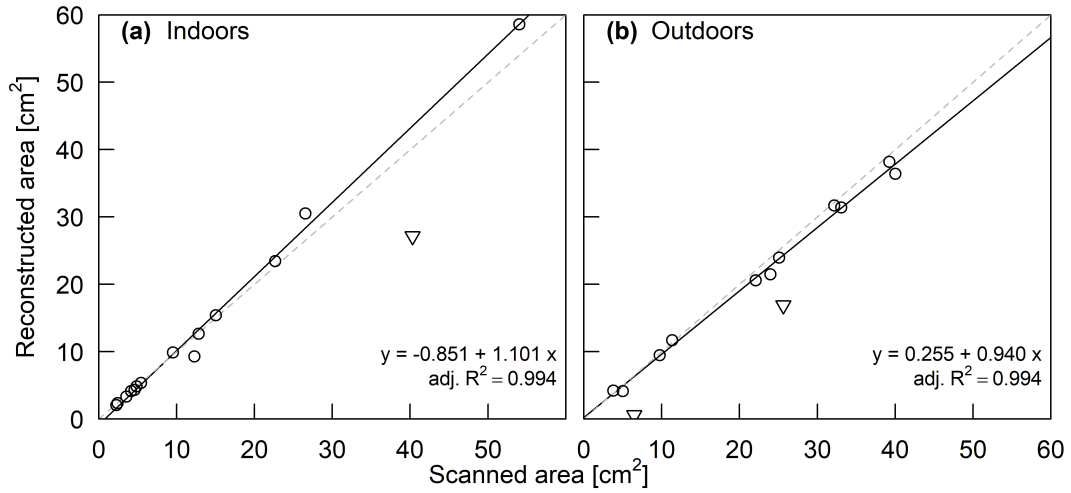 (a) Indoors
(b) Outdoors
Reconstructed area [cm²]
60
50
40
30
20
10
0
y = -0.851 + 1.101 x
adj. R² = 0.994
y = 0.255 + 0.940 x
adj. R² = 0.994
0 10 20 30 40 50 0 10 20 30 40 50 60
Scanned area [cm²]